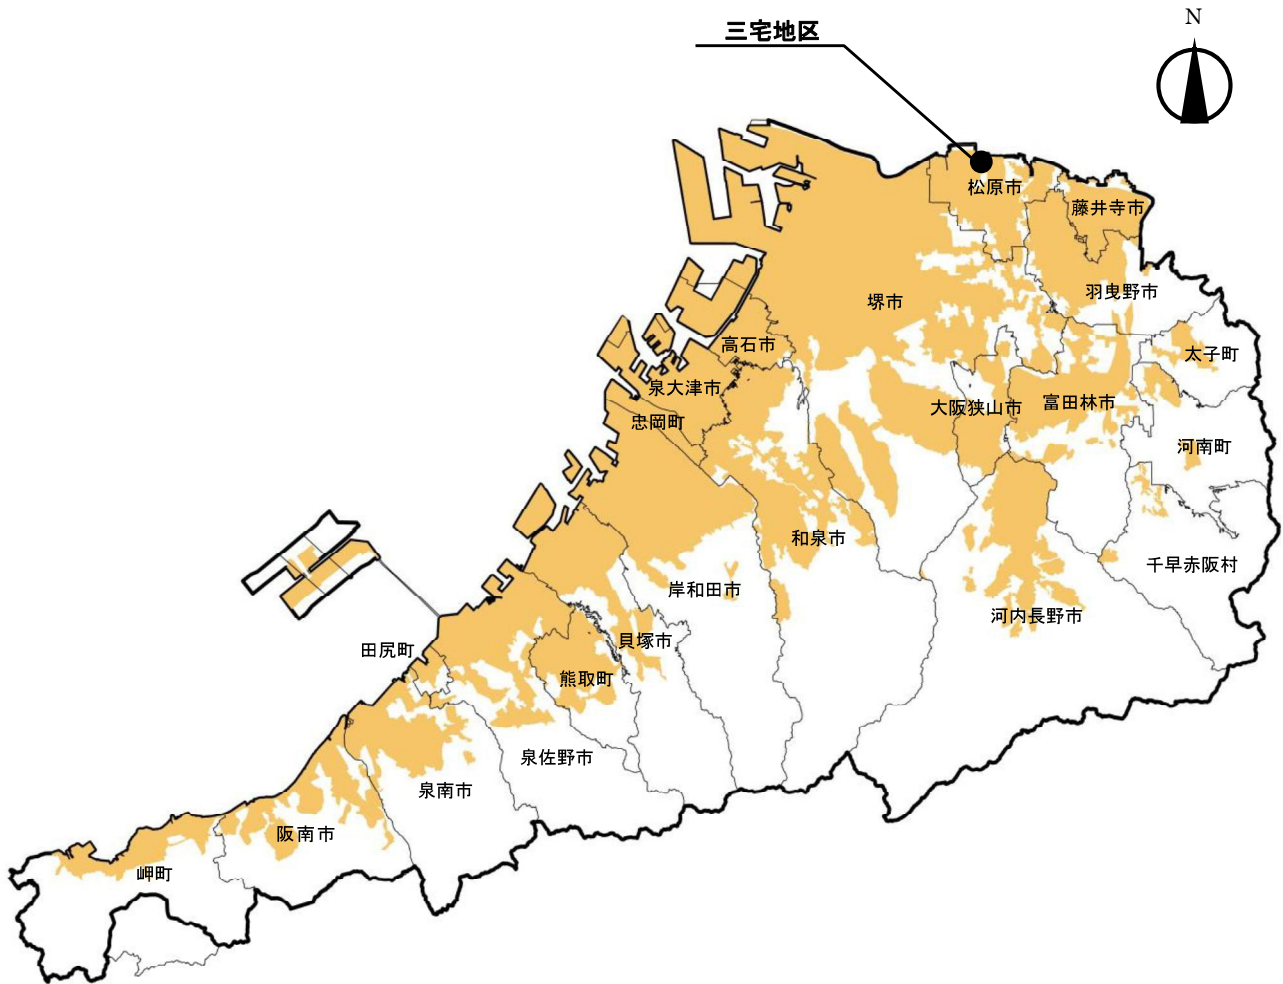 N
三宅地区
松原市
藤井寺市
羽曳野市
堺市
高石市
太子町
泉大津市
大阪狭山市
富田林市
忠岡町
河南町
和泉市
千早赤阪村
岸和田市
河内長野市
貝塚市
田尻町
熊取町
泉佐野市
泉南市
阪南市
岬町